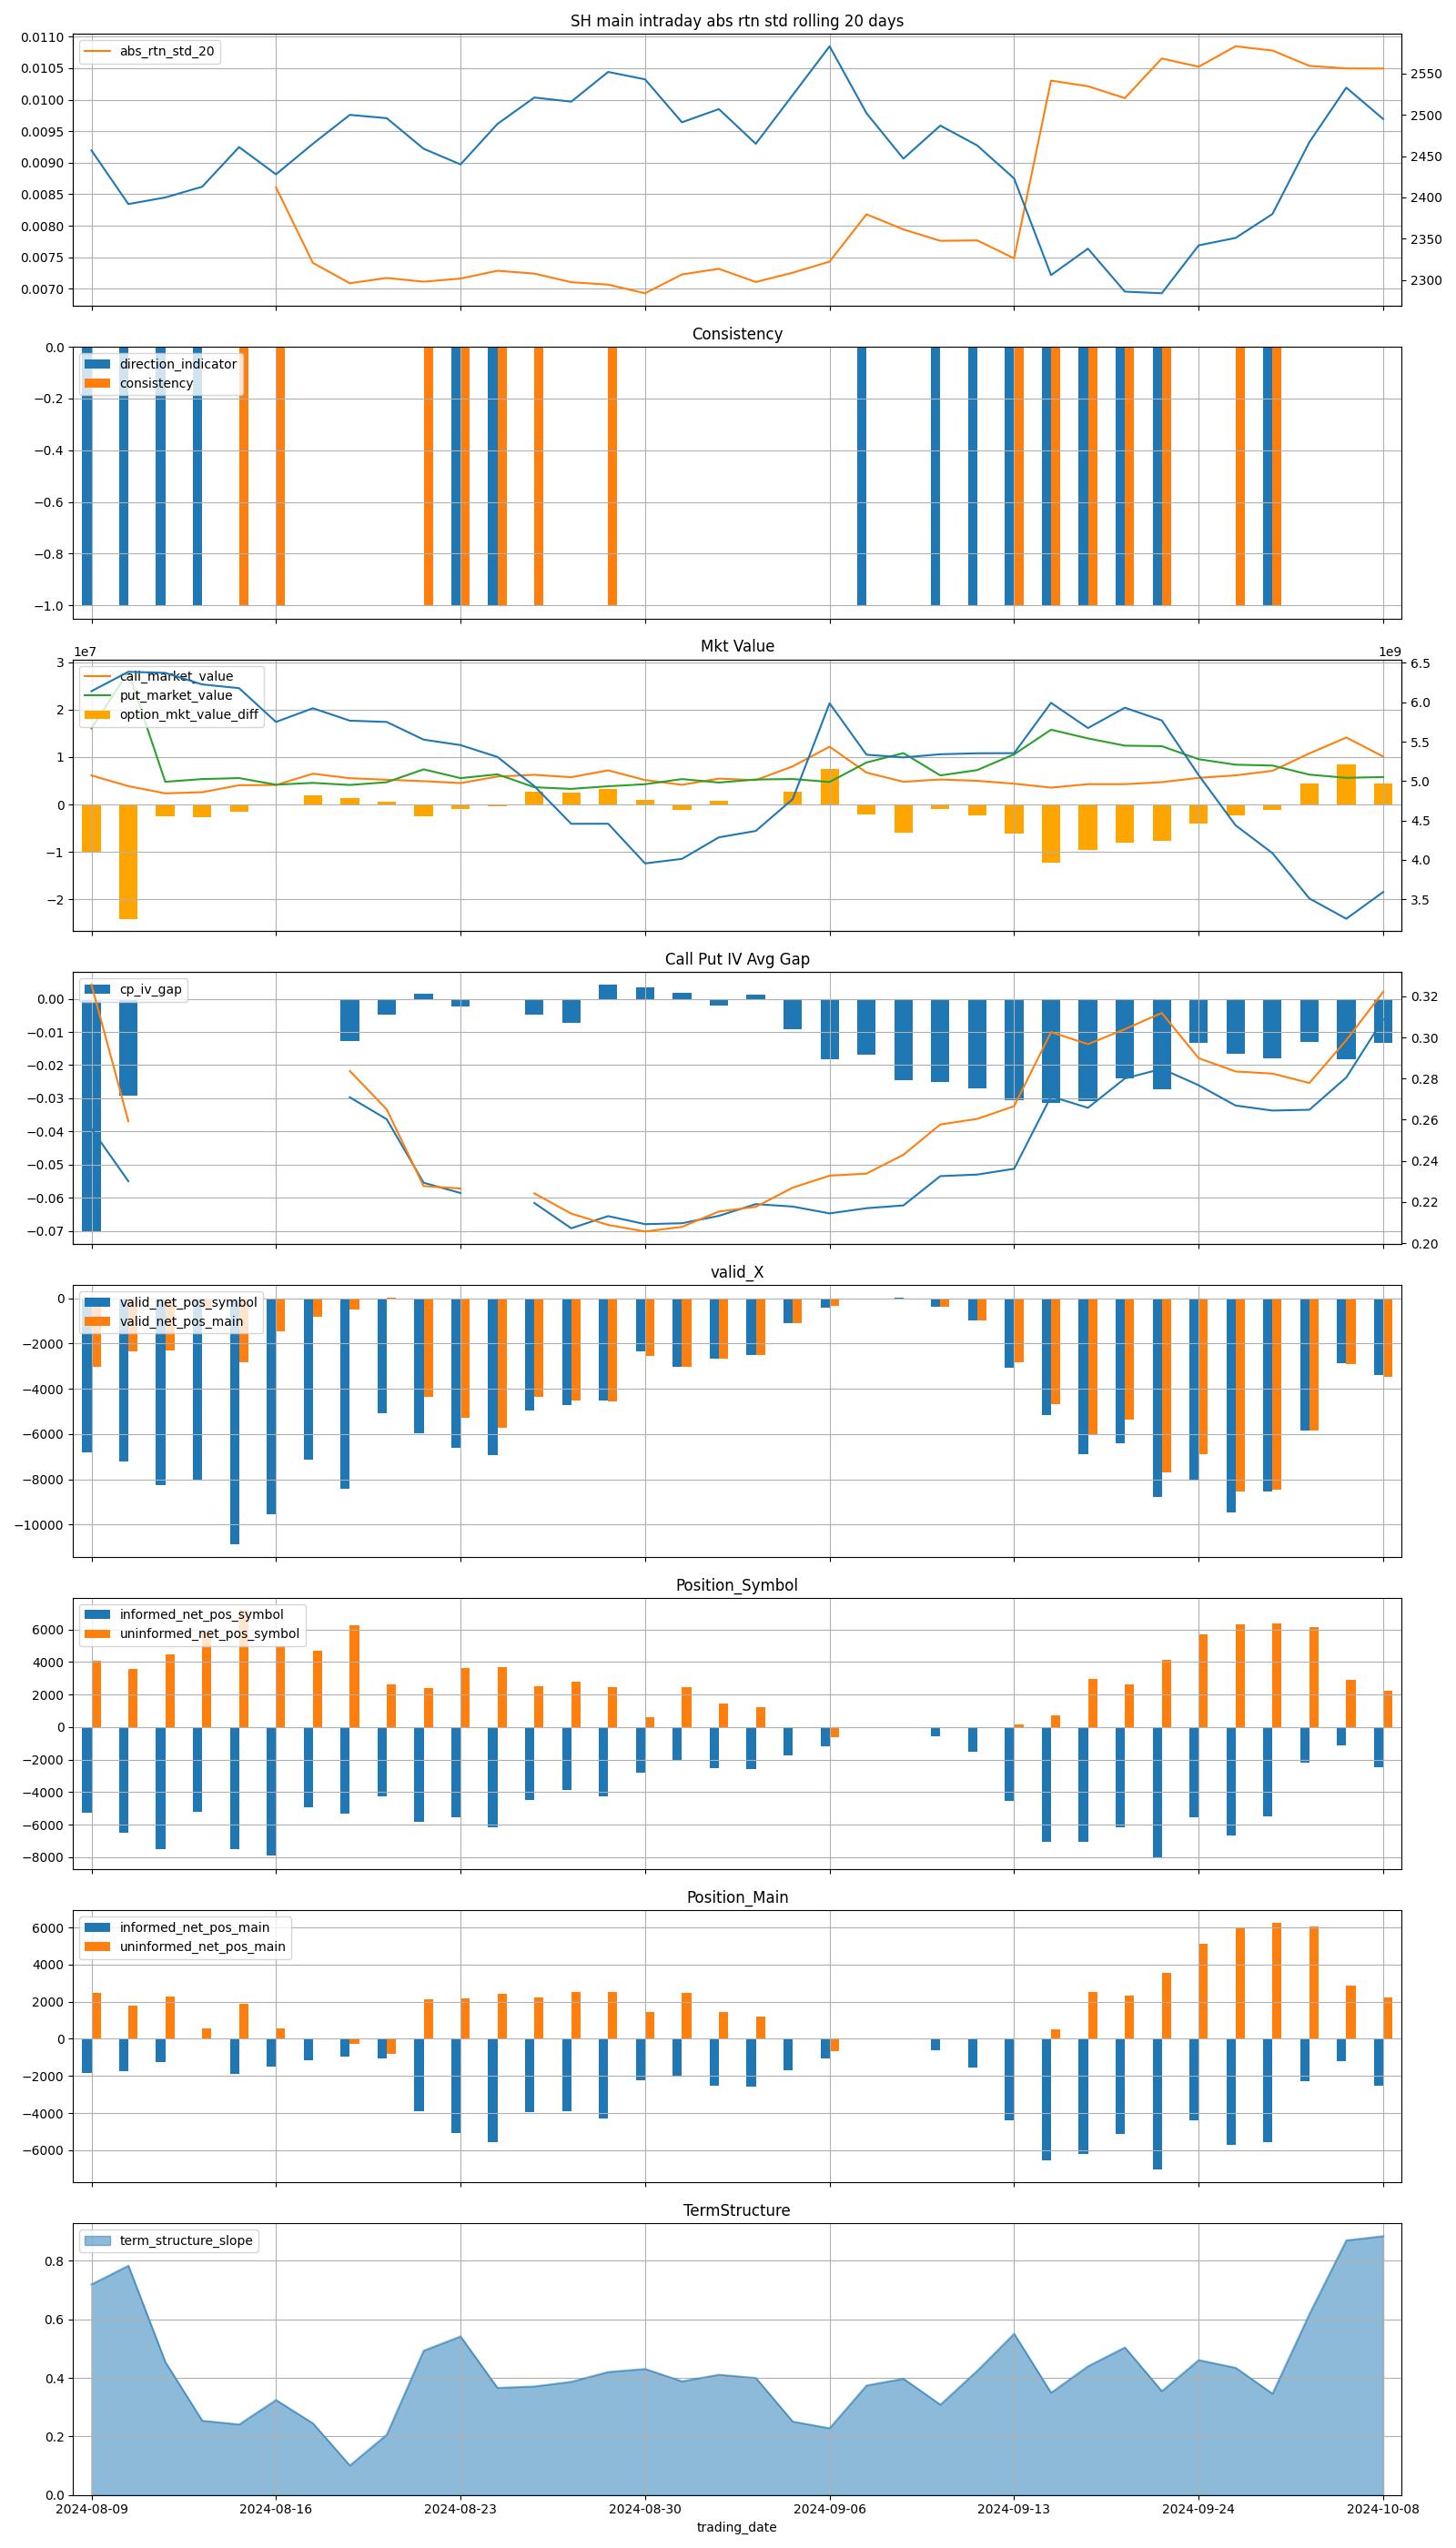 SH main intraday abs rtn std rolling 20 days
abs_rtn_std_20
0.0110
0.0105
0.0100
0.0095
0.0090
0.0085
0.0080
0.0075
0.0070
2550
2500
2450
2400
2350
2300
Consistency
direction_indicator
consistency
0.0
−0.2
−0.4
−0.6
−0.8
−1.0
Mkt Value
1e7
1e9
call_market_value
put_market_value
option_mkt_value_diff
3
2
1
0
−1
−2
6.5
6.0
5.5
5.0
4.5
4.0
3.5
Call Put IV Avg Gap
cp_iv_gap
0.00
−0.01
−0.02
−0.03
−0.04
−0.05
−0.06
−0.07
0.32
0.30
0.28
0.26
0.24
0.22
0.20
valid_X
valid_net_pos_symbol
valid_net_pos_main
0
−2000
−4000
−6000
−8000
−10000
Position_Symbol
informed_net_pos_symbol
uninformed_net_pos_symbol
6000
4000
2000
0
−2000
−4000
−6000
−8000
Position_Main
informed_net_pos_main
uninformed_net_pos_main
6000
4000
2000
0
−2000
−4000
−6000
TermStructure
term_structure_slope
0.8
0.6
0.4
0.2
0.0
2024-08-09 2024-08-16 2024-08-23 2024-08-30 2024-09-06 2024-09-13 2024-09-24 2024-10-08
trading_date